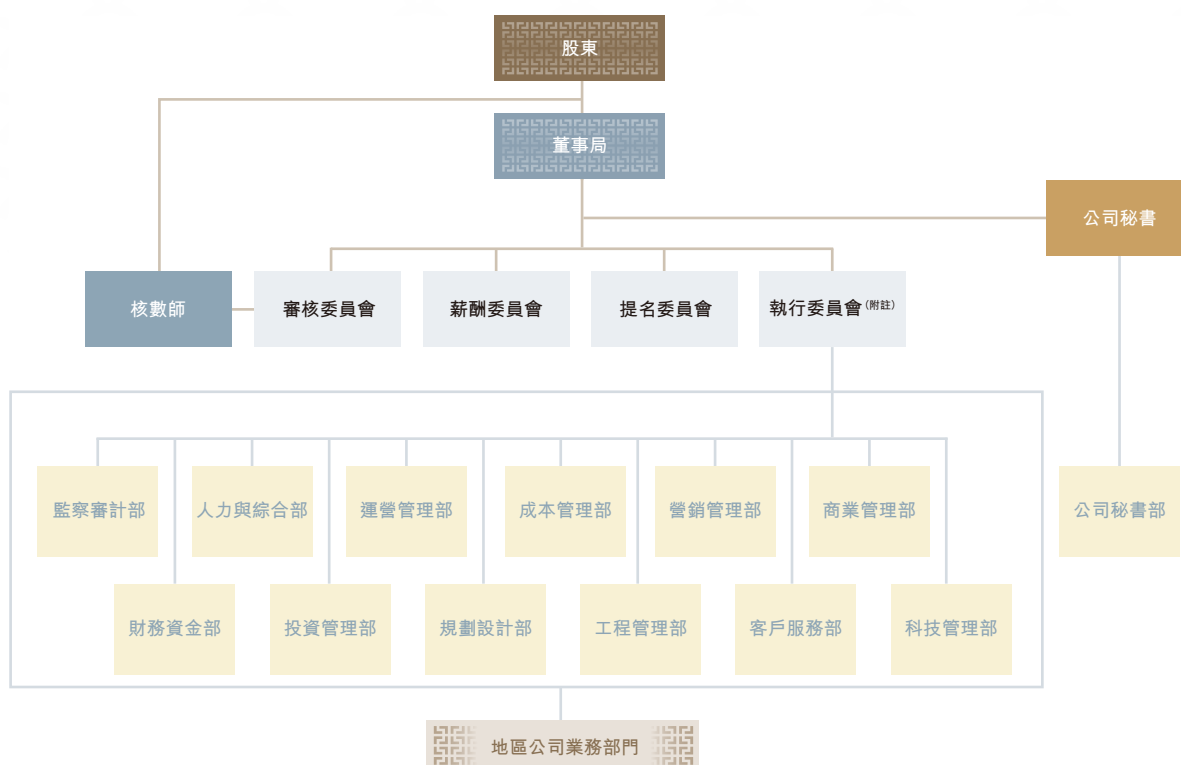 股東
董事局
公司秘書
核數師
審核委員會
薪酬委員會
提名委員會
執行委員會(附註)
監察審計部
人力與綜合部
運營管理部
成本管理部
營銷管理部
商業管理部
公司秘書部
財務資金部
投資管理部
規劃設計部
工程管理部
客戶服務部
科技管理部
地區公司業務部門